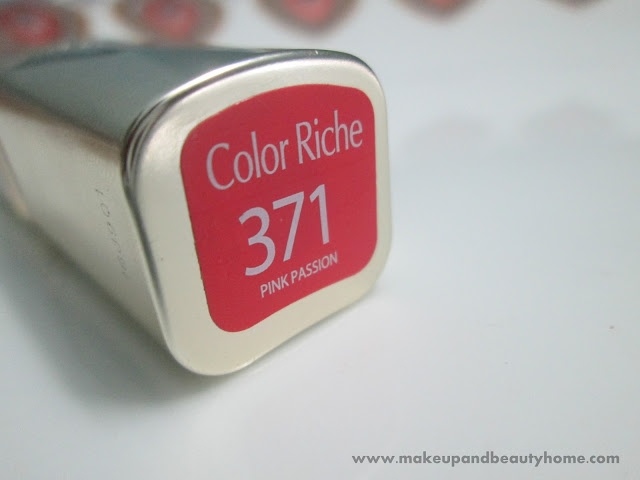 Color Riche
371
PINK PASSION
www.makeupandbeautyhome.com